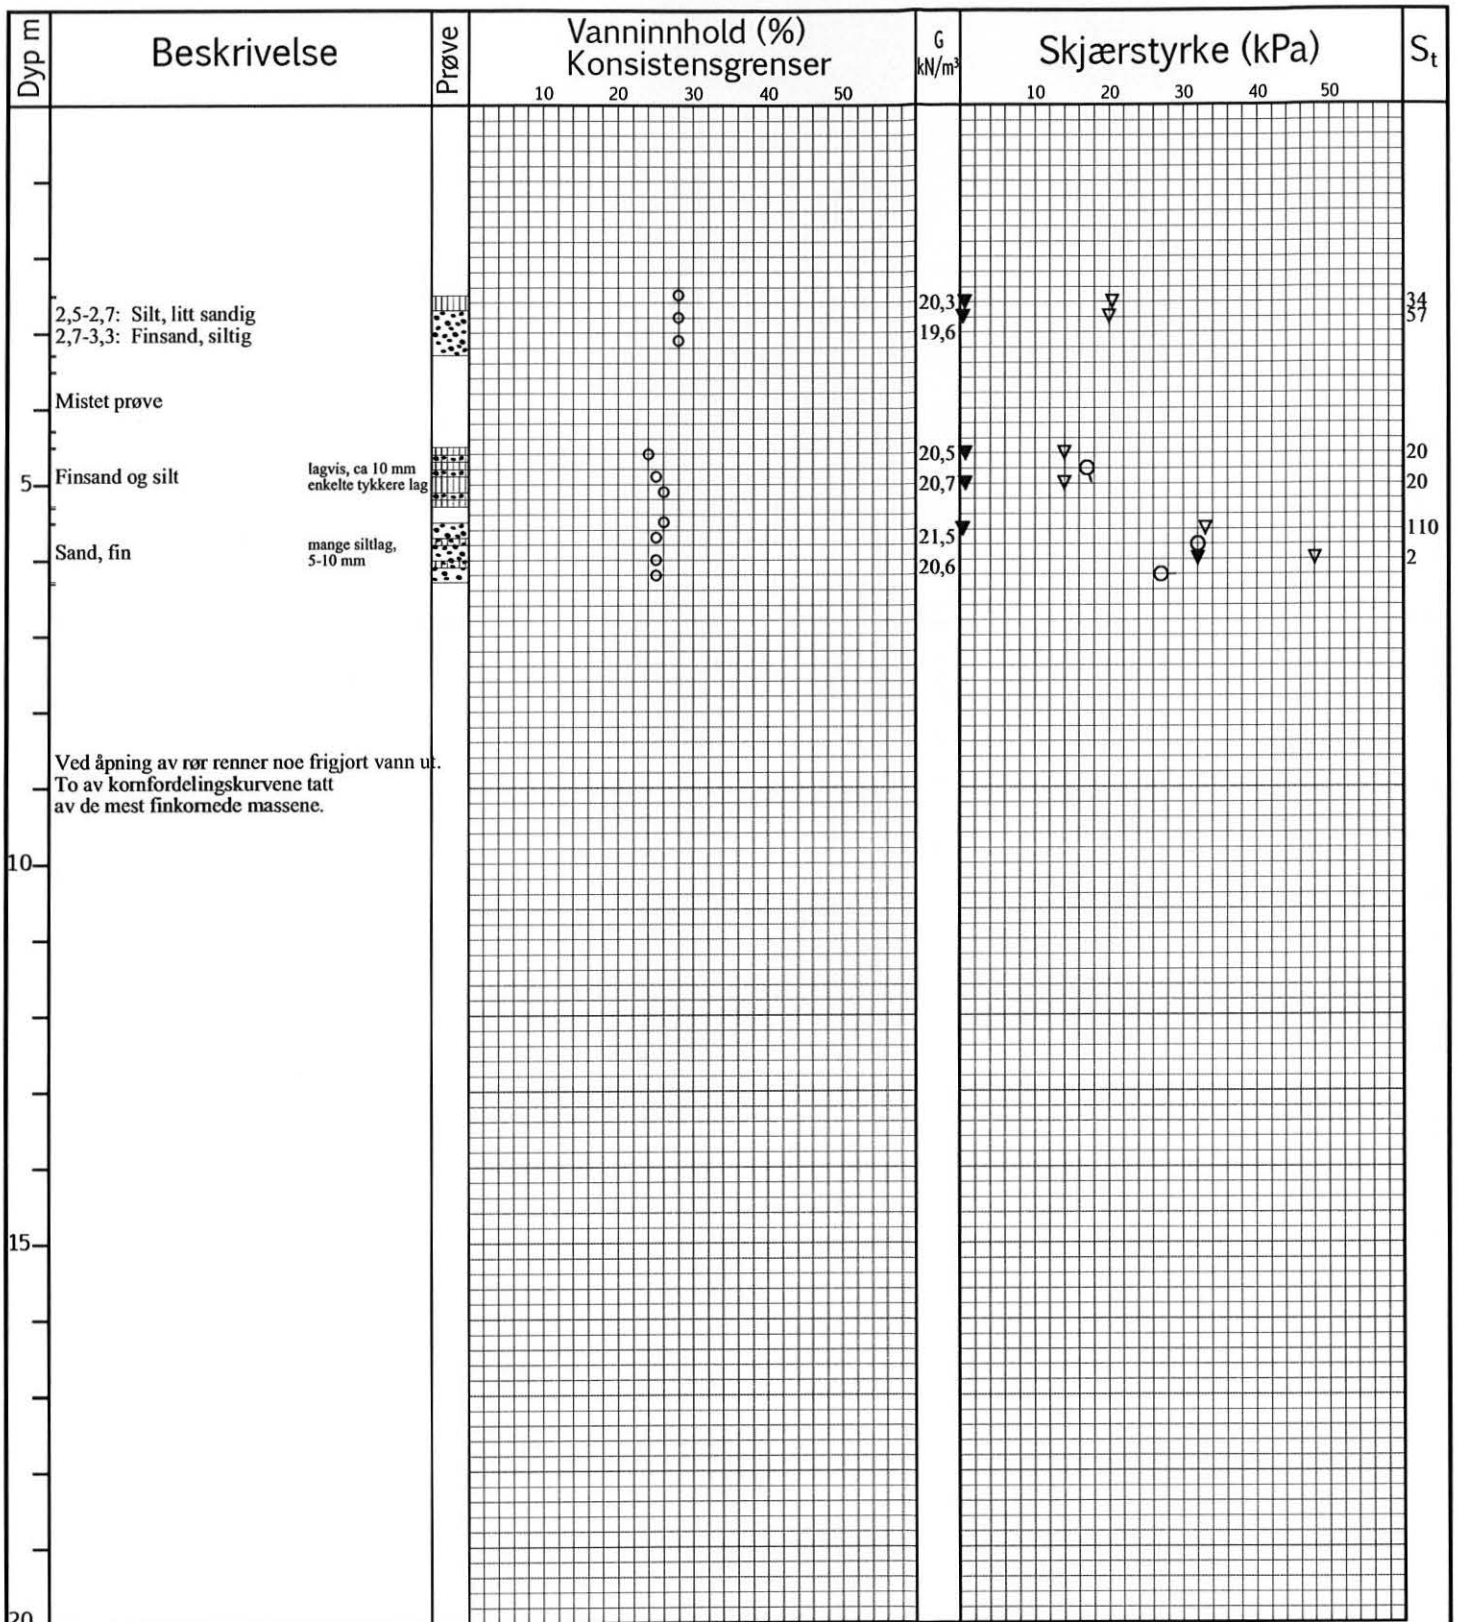 Dyp m
Beskrivelse
Prøve
Vanninnhold (%)
Konsistensgrenser
10 20 30 40 50
G
kN/m³
Skjærstyrke (kPa)
10 20 30 40 50
St
2,5-2,7: Silt, litt sandig
2,7-3,3: Finsand, siltig
20,3
19,6
34
57
Mistet prøve
5
Finsand og silt
lagvis, ca 10 mm
enkelte tykkere lag
20,5
20,7
20
20
Sand, fin
mange siltlag,
5-10 mm
21,5
20,6
110
2
Ved åpning av rør renner noe frigjort vann ut.
To av kornfordelingskurvene tatt
av de mest finkornede massene.
10
15
20